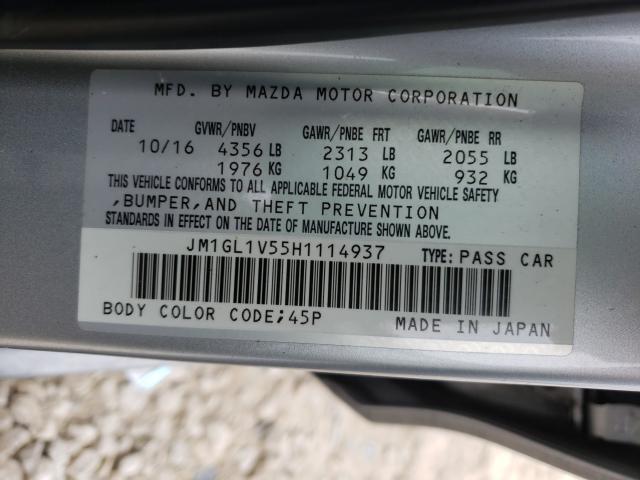 MFD. BY MAZDA MOTOR CORPORATION
DATE GVWR/PNBV GAWR/PNBE FRT GAWR/PNBE RR
10/16 4356 LB 2313 LB 2055 LB
1976 KG 1049 KG 932 KG
THIS VEHICLE CONFORMS TO ALL APPLICABLE FEDERAL MOTOR VEHICLE SAFETY
,BUMPER,AND THEFT PREVENTION
STANDARDS IN EFFECT ON THE DATE OF MANUFACTURE SHOWN ABOVE.
JM1GL1V55H1114937 TYPE: PASS CAR
BODY COLOR CODE;45P MADE IN JAPAN